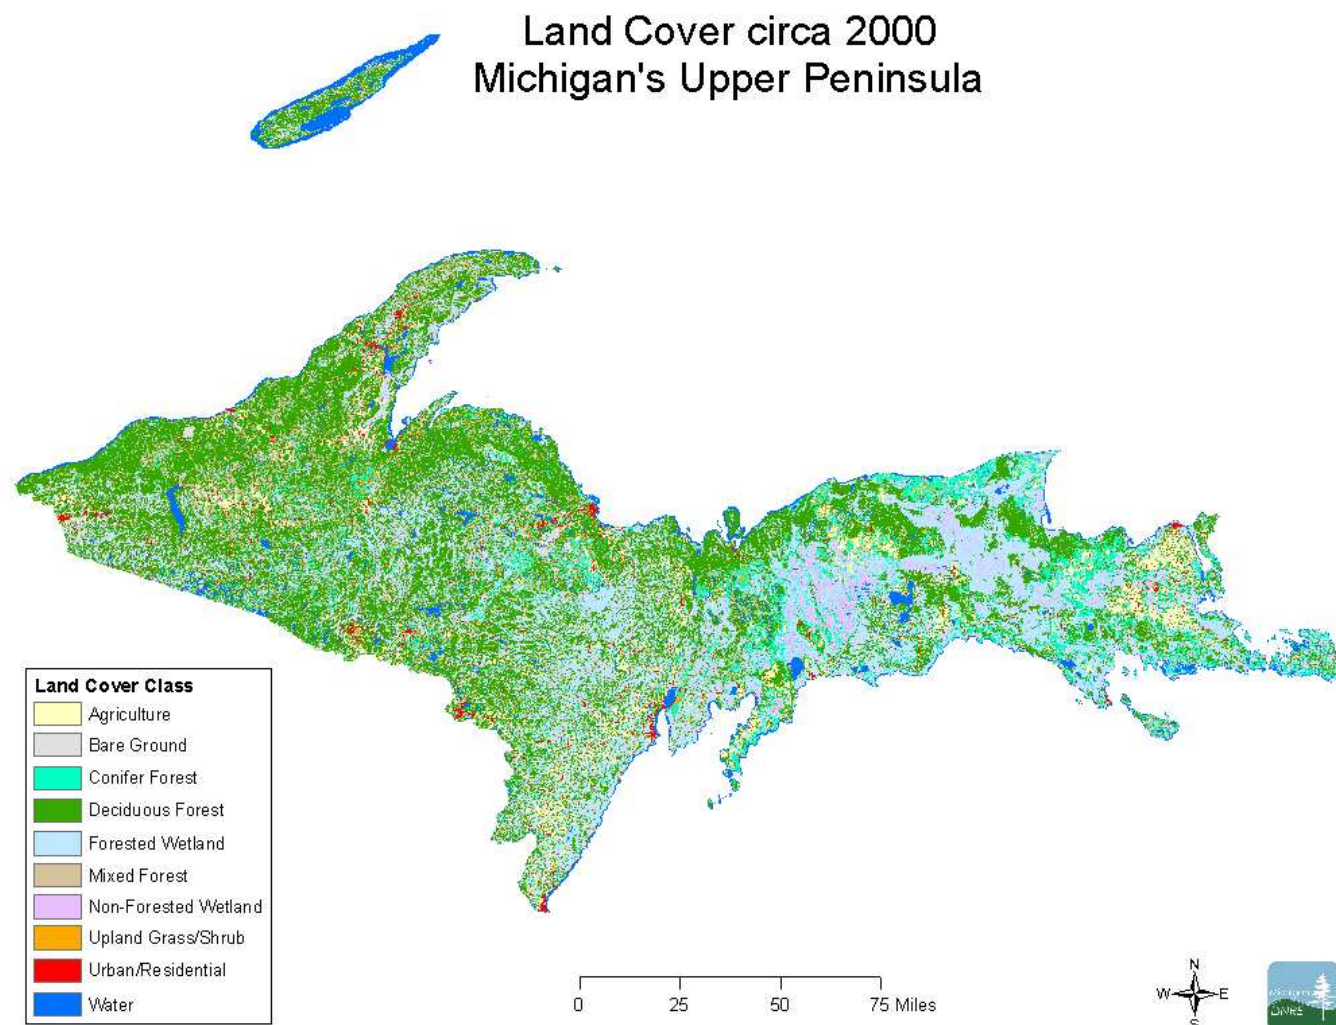 Land Cover circa 2000
Michigan's Upper Peninsula
Land Cover Class
Agriculture
Bare Ground
Conifer Forest
Deciduous Forest
Forested Wetland
Mixed Forest
Non-Forested Wetland
Upland Grass/Shrub
Urban/Residential
Water
0 25 50 75 Miles
N
W E
S
Michigan
DNRE